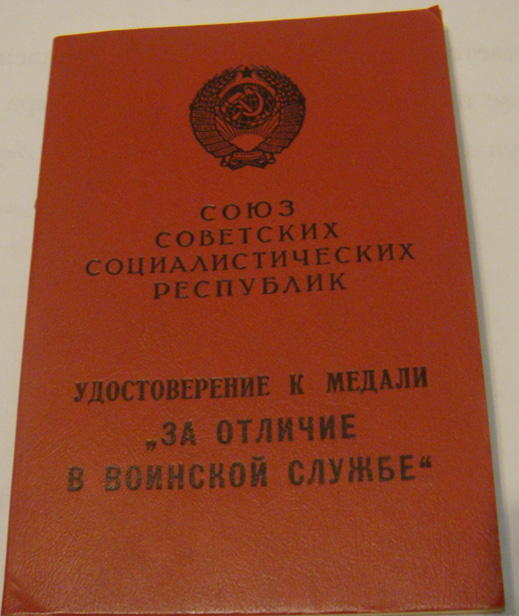 СОЮЗ
СОВЕТСКИХ
СОЦИАЛИСТИЧЕСКИХ
РЕСПУБЛИК
УДОСТОВЕРЕНИЕ К МЕДАЛИ
„ЗА ОТЛИЧИЕ
В ВОИНСКОЙ СЛУЖБЕ“